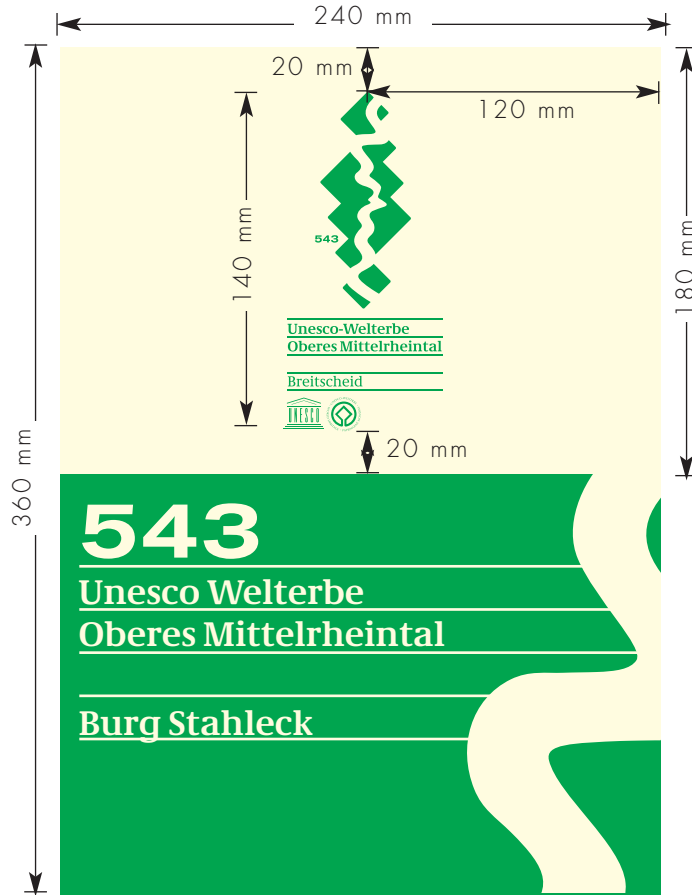 240 mm
20 mm
120 mm
140 mm
180 mm
360 mm
543
Unesco-Welterbe
Oberes Mittelrheintal
Breitscheid
UNESCO
20 mm
543
Unesco Welterbe
Oberes Mittelrheintal
Burg Stahleck